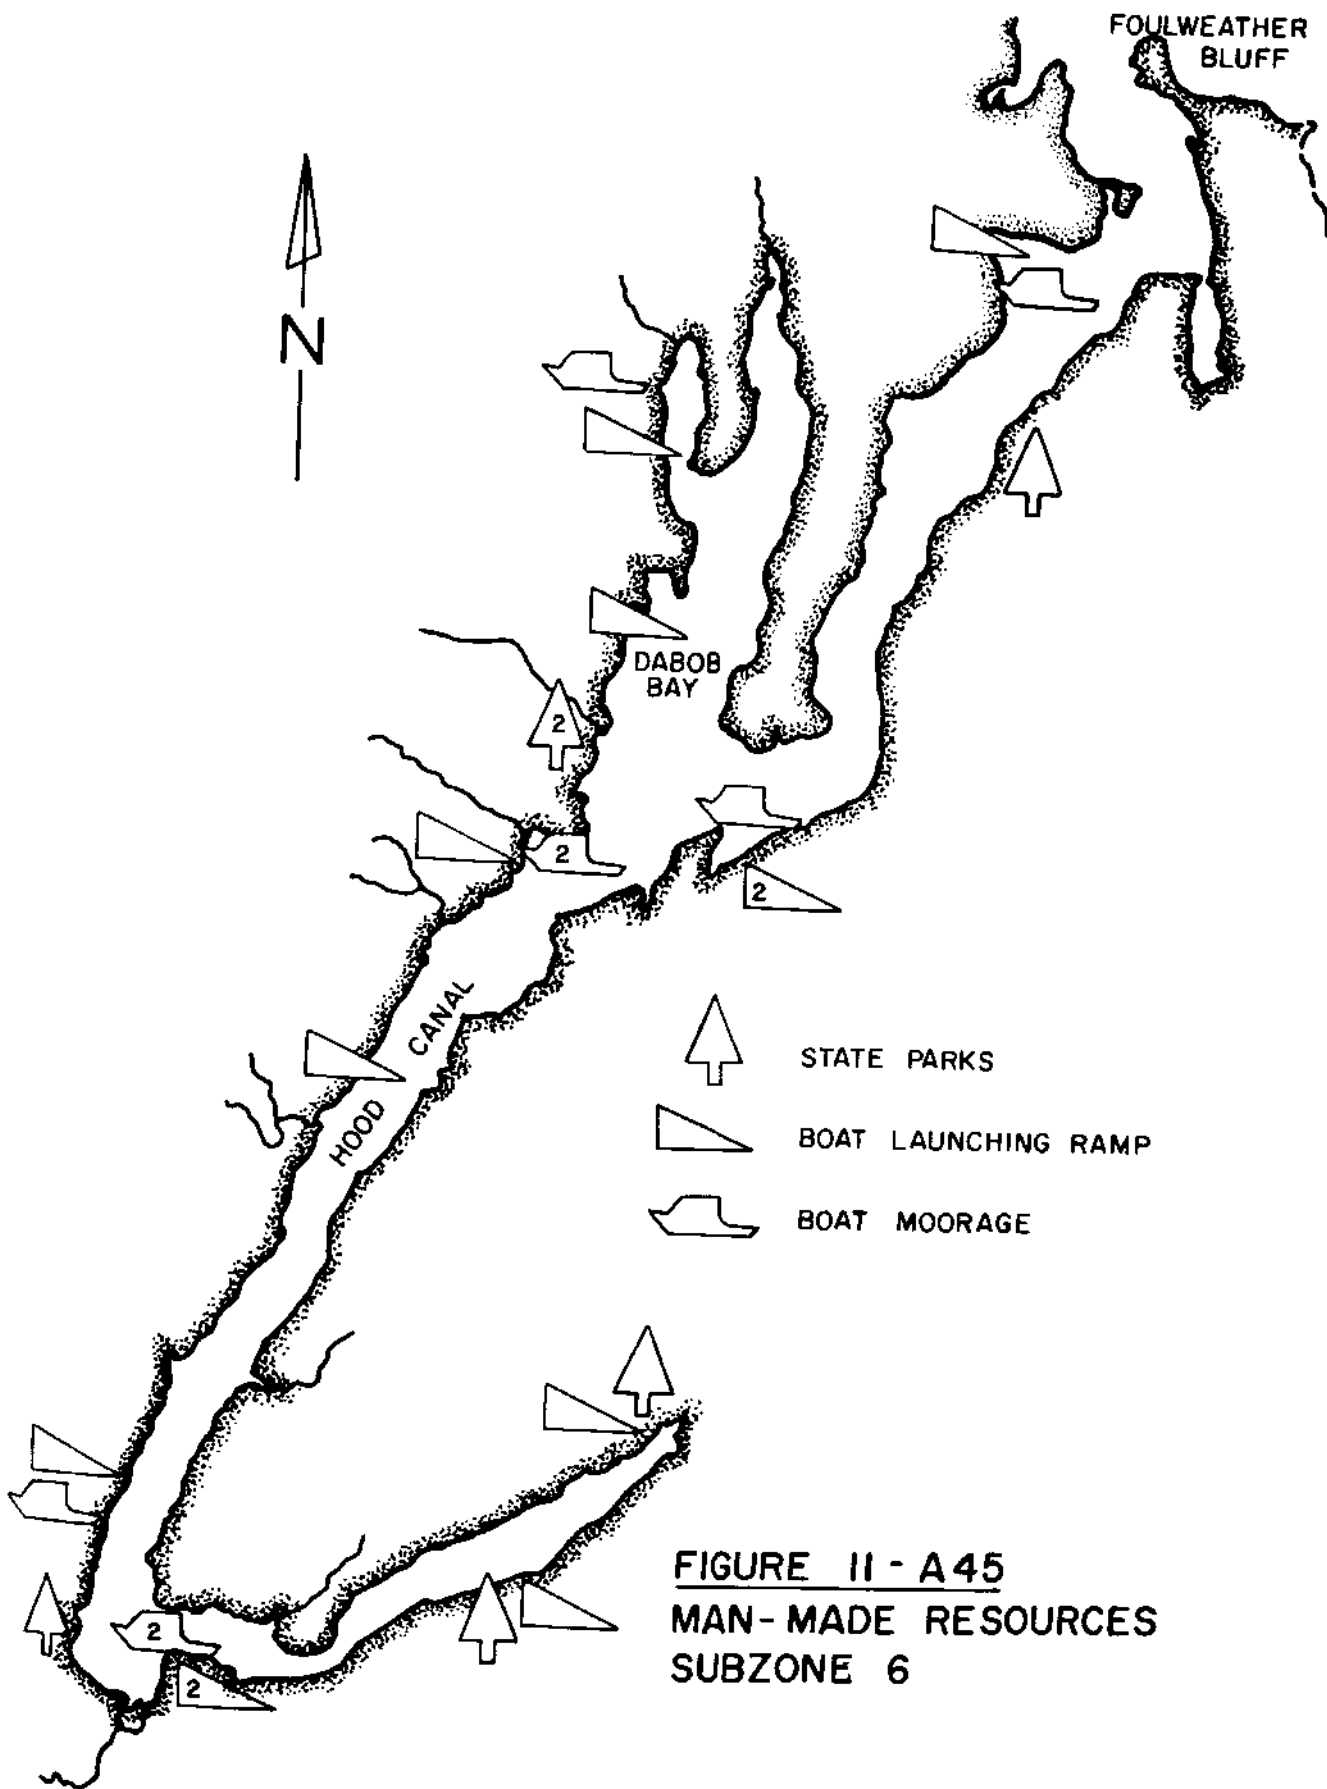 FOULWEATHER
BLUFF
N
DABOB
BAY
2
2
2
HOOD CANAL
STATE PARKS
BOAT LAUNCHING RAMP
BOAT MOORAGE
2
2
FIGURE 11-A45
MAN-MADE RESOURCES
SUBZONE 6